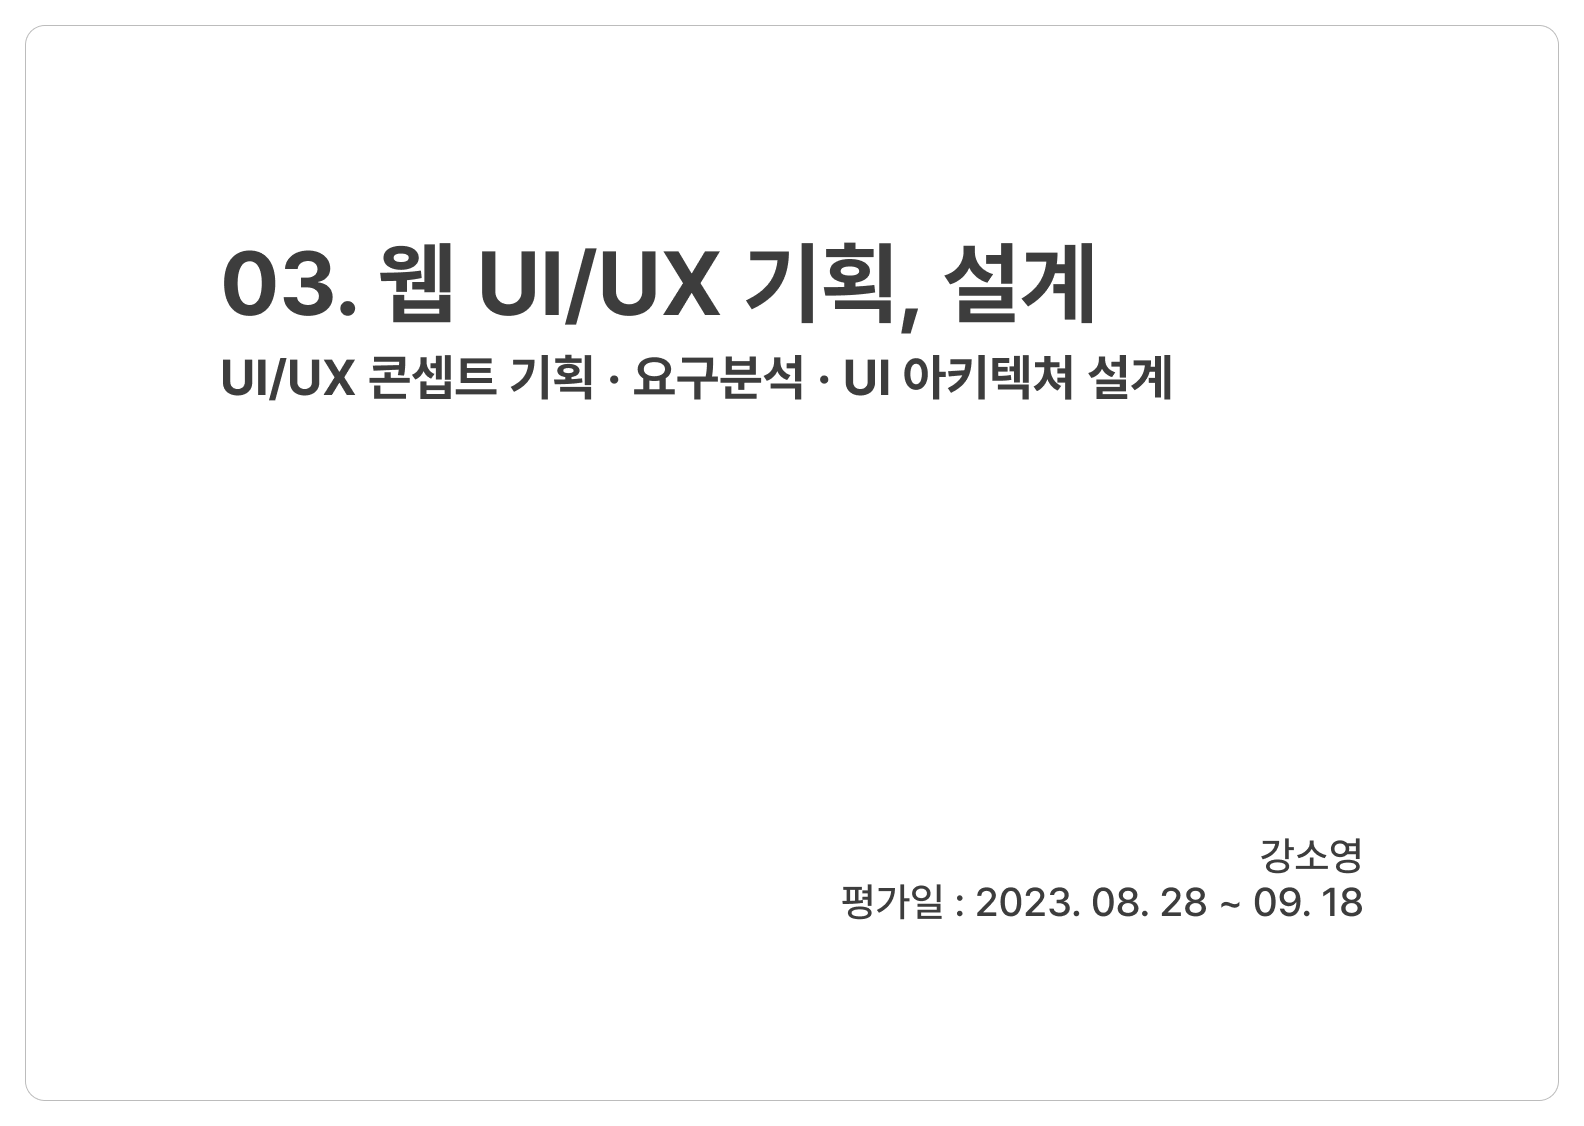 03. 웹 UI/UX 기획, 설계
UI/UX 콘셉트 기획 · 요구분석 · UI 아키텍쳐 설계
강소영
평가일 : 2023. 08. 28 ~ 09. 18